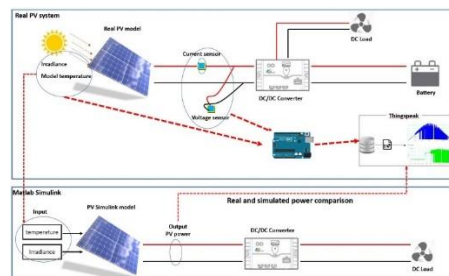 Real PV system
Real PV model
Current sensor
DC Load
Irradiance
Model temperature
DC/DC Converter
Battery
Voltage sensor
Thingspeak
Matlab Simulink
Real and simulated power comparison
Input
PV Simulink model
DC/DC Converter
temperature
Output
PV power
Irradiance
DC Load